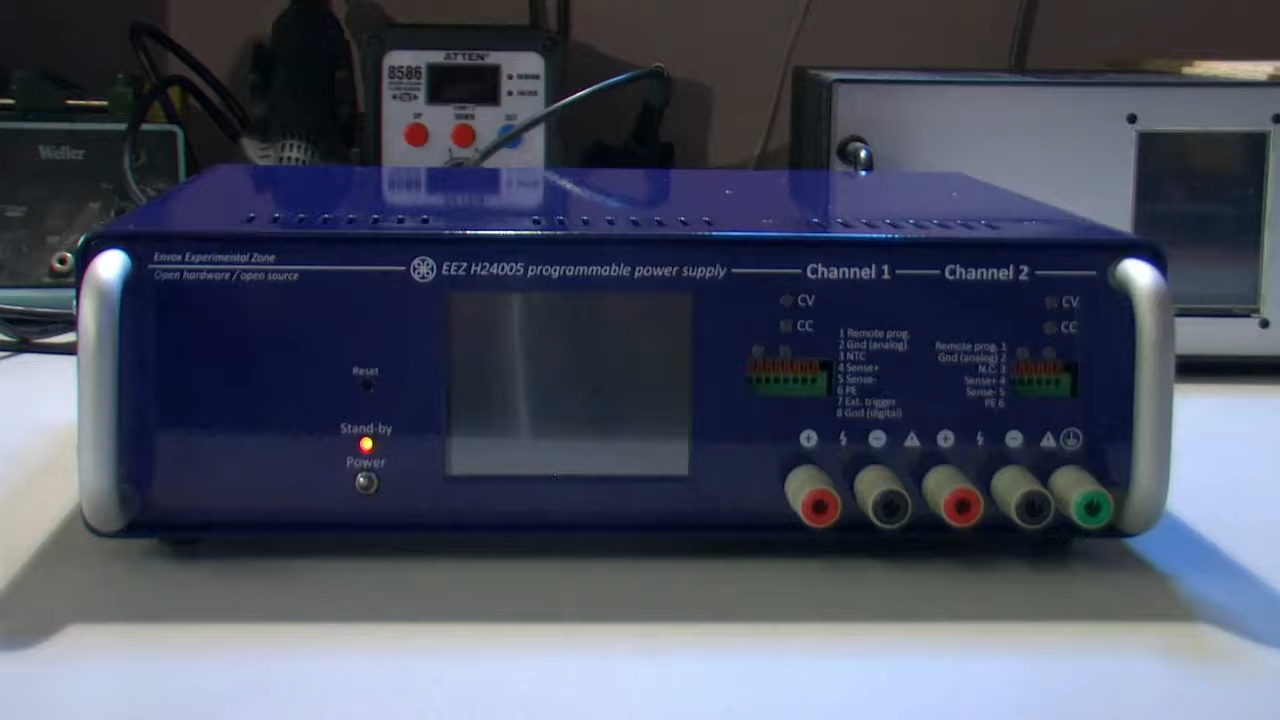 ATTEN
8586
UP
DOWN
SET
Weller
Envox Experimental Zone
Open hardware / open source
EEZ H24005 programmable power supply
Channel 1
Channel 2
CV
CC
CV
CC
1 Remote prog.
2 Gnd (analog)
3 NTC
4 Sense+
5 Sense-
6 PE
7 Ext. trigger
8 Gnd (digital)
Remote prog. 1
Gnd (analog) 2
N.C. 3
Sense+ 4
Sense- 5
PE 6
Reset
Stand-by
Power